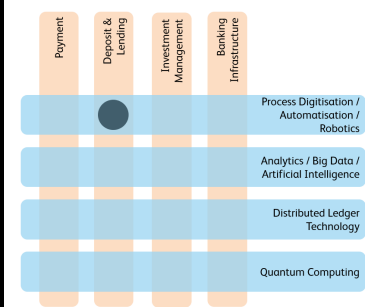 Payment
Deposit &
Lending
Investment
Management
Banking
Infrastructure
Process Digitisation /
Automatisation /
Robotics
Analytics / Big Data /
Artificial Intelligence
Distributed Ledger
Technology
Quantum Computing